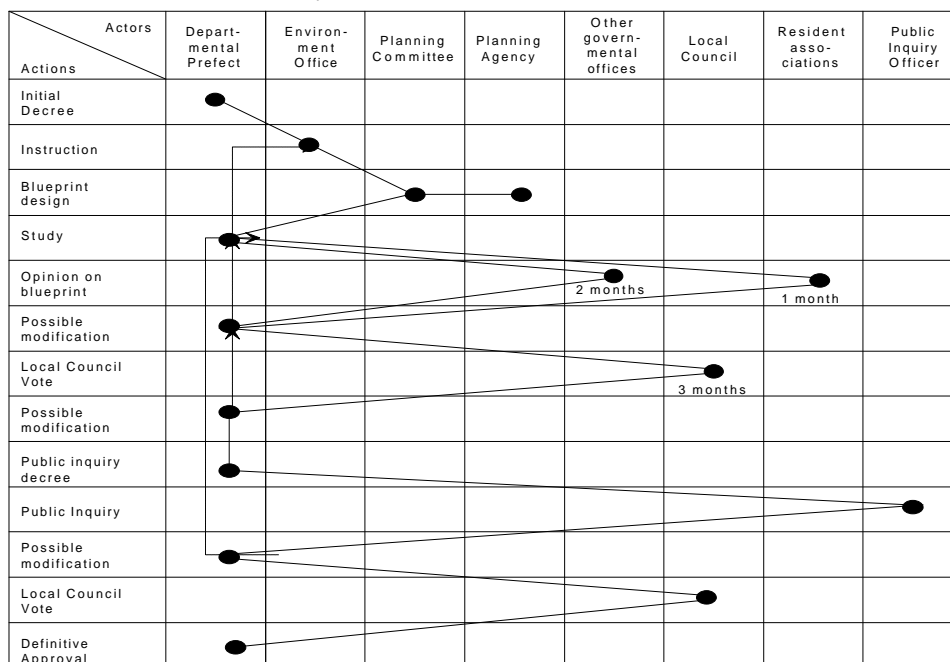 Actors
Actions
Depart-
mental
Prefect
Environ-
ment
Office
Planning
Committee
Planning
Agency
Other
govern-
mental
offices
Local
Council
Resident
asso-
ciations
Public
Inquiry
Officer
Initial
Decree
Instruction
Blueprint
design
Study
Opinion on
blueprint
2 months
1 month
Possible
modification
Local Council
Vote
3 months
Possible
modification
Public inquiry
decree
Public Inquiry
Possible
modification
Local Council
Vote
Definitive
Approval